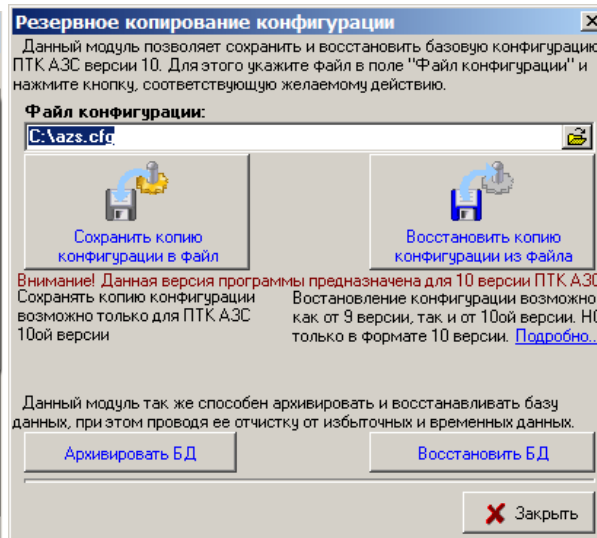 Резервное копирование конфигурации
Данный модуль позволяет сохранить и восстановить базовую конфигурацию
ПТК АЗС версии 10. Для этого укажите файл в поле "Файл конфигурации" и
нажмите кнопку, соответствующую желаемому действию.
Файл конфигурации:
C:\azs.cfg
Сохранить копию
конфигурации в файл
Восстановить копию
конфигурации из файла
Внимание! Данная версия программы предназначена для 10 версии ПТК АЗС
Сохранять копию конфигурации
возможно только для ПТК АЗС
10ой версии
Востановление конфигурации возможно
как от 9 версии, так и от 10ой версии. НО
только в формате 10 версии. Подробно...
Данный модуль так же способен архивировать и восстанавливать базу
данных, при этом проводя ее отчистку от избыточных и временных данных.
Архивировать БД
Восстановить БД
Закрыть